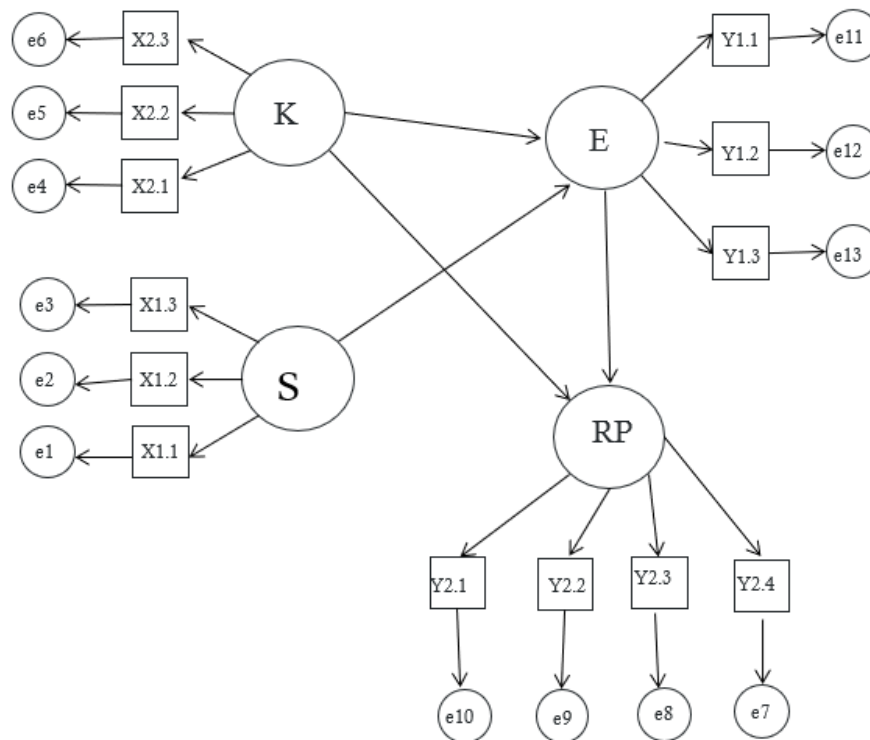 e6
X2.3
Y1.1
e11
e5
X2.2
K
E
Y1.2
e12
e4
X2.1
Y1.3
e13
e3
X1.3
e2
X1.2
S
e1
X1.1
RP
Y2.1
Y2.2
Y2.3
Y2.4
e10
e9
e8
e7